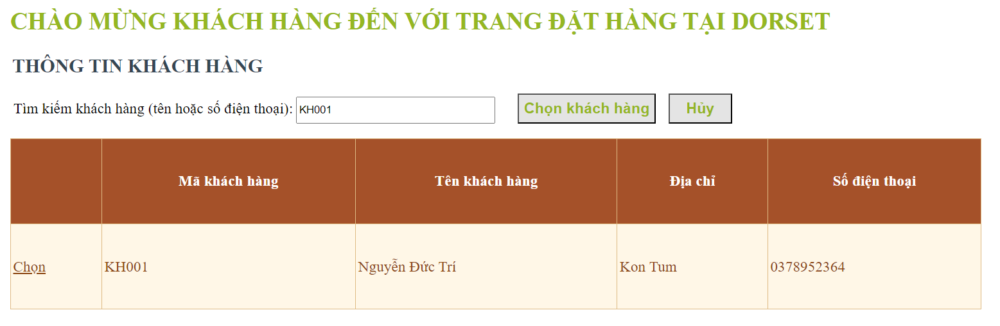 CHÀO MỪNG KHÁCH HÀNG ĐẾN VỚI TRANG ĐẶT HÀNG TẠI DORSET
THÔNG TIN KHÁCH HÀNG
Tìm kiếm khách hàng (tên hoặc số điện thoại): KH001 Chọn khách hàng Hủy
Mã khách hàng Tên khách hàng Địa chỉ Số điện thoại
Chọn KH001 Nguyễn Đức Trí Kon Tum 0378952364